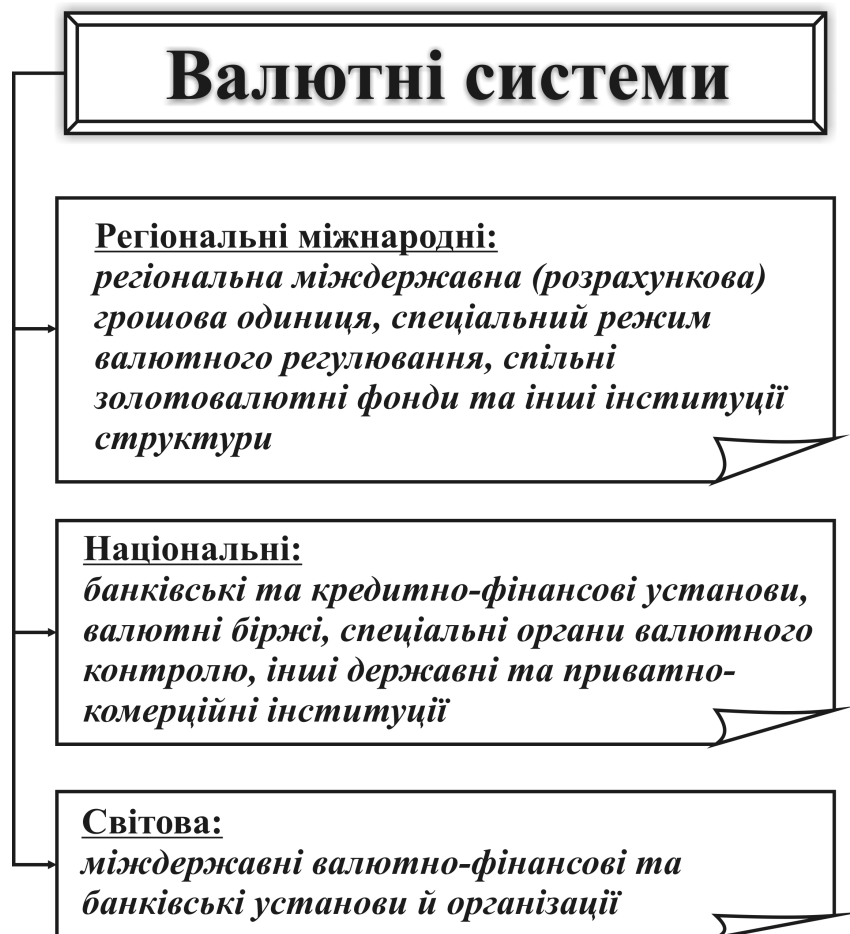 Валютні системи
Регіональні міжнародні:
регіональна міждержавна (розрахункова)
грошова одиниця, спеціальний режим
валютного регулювання, спільні
золотовалютні фонди та інші інституції
структури
Національні:
банківські та кредитно-фінансові установи,
валютні біржі, спеціальні органи валютного
контролю, інші державні та приватно-
комерційні інституції
Світова:
міждержавні валютно-фінансові та
банківські установи й організації